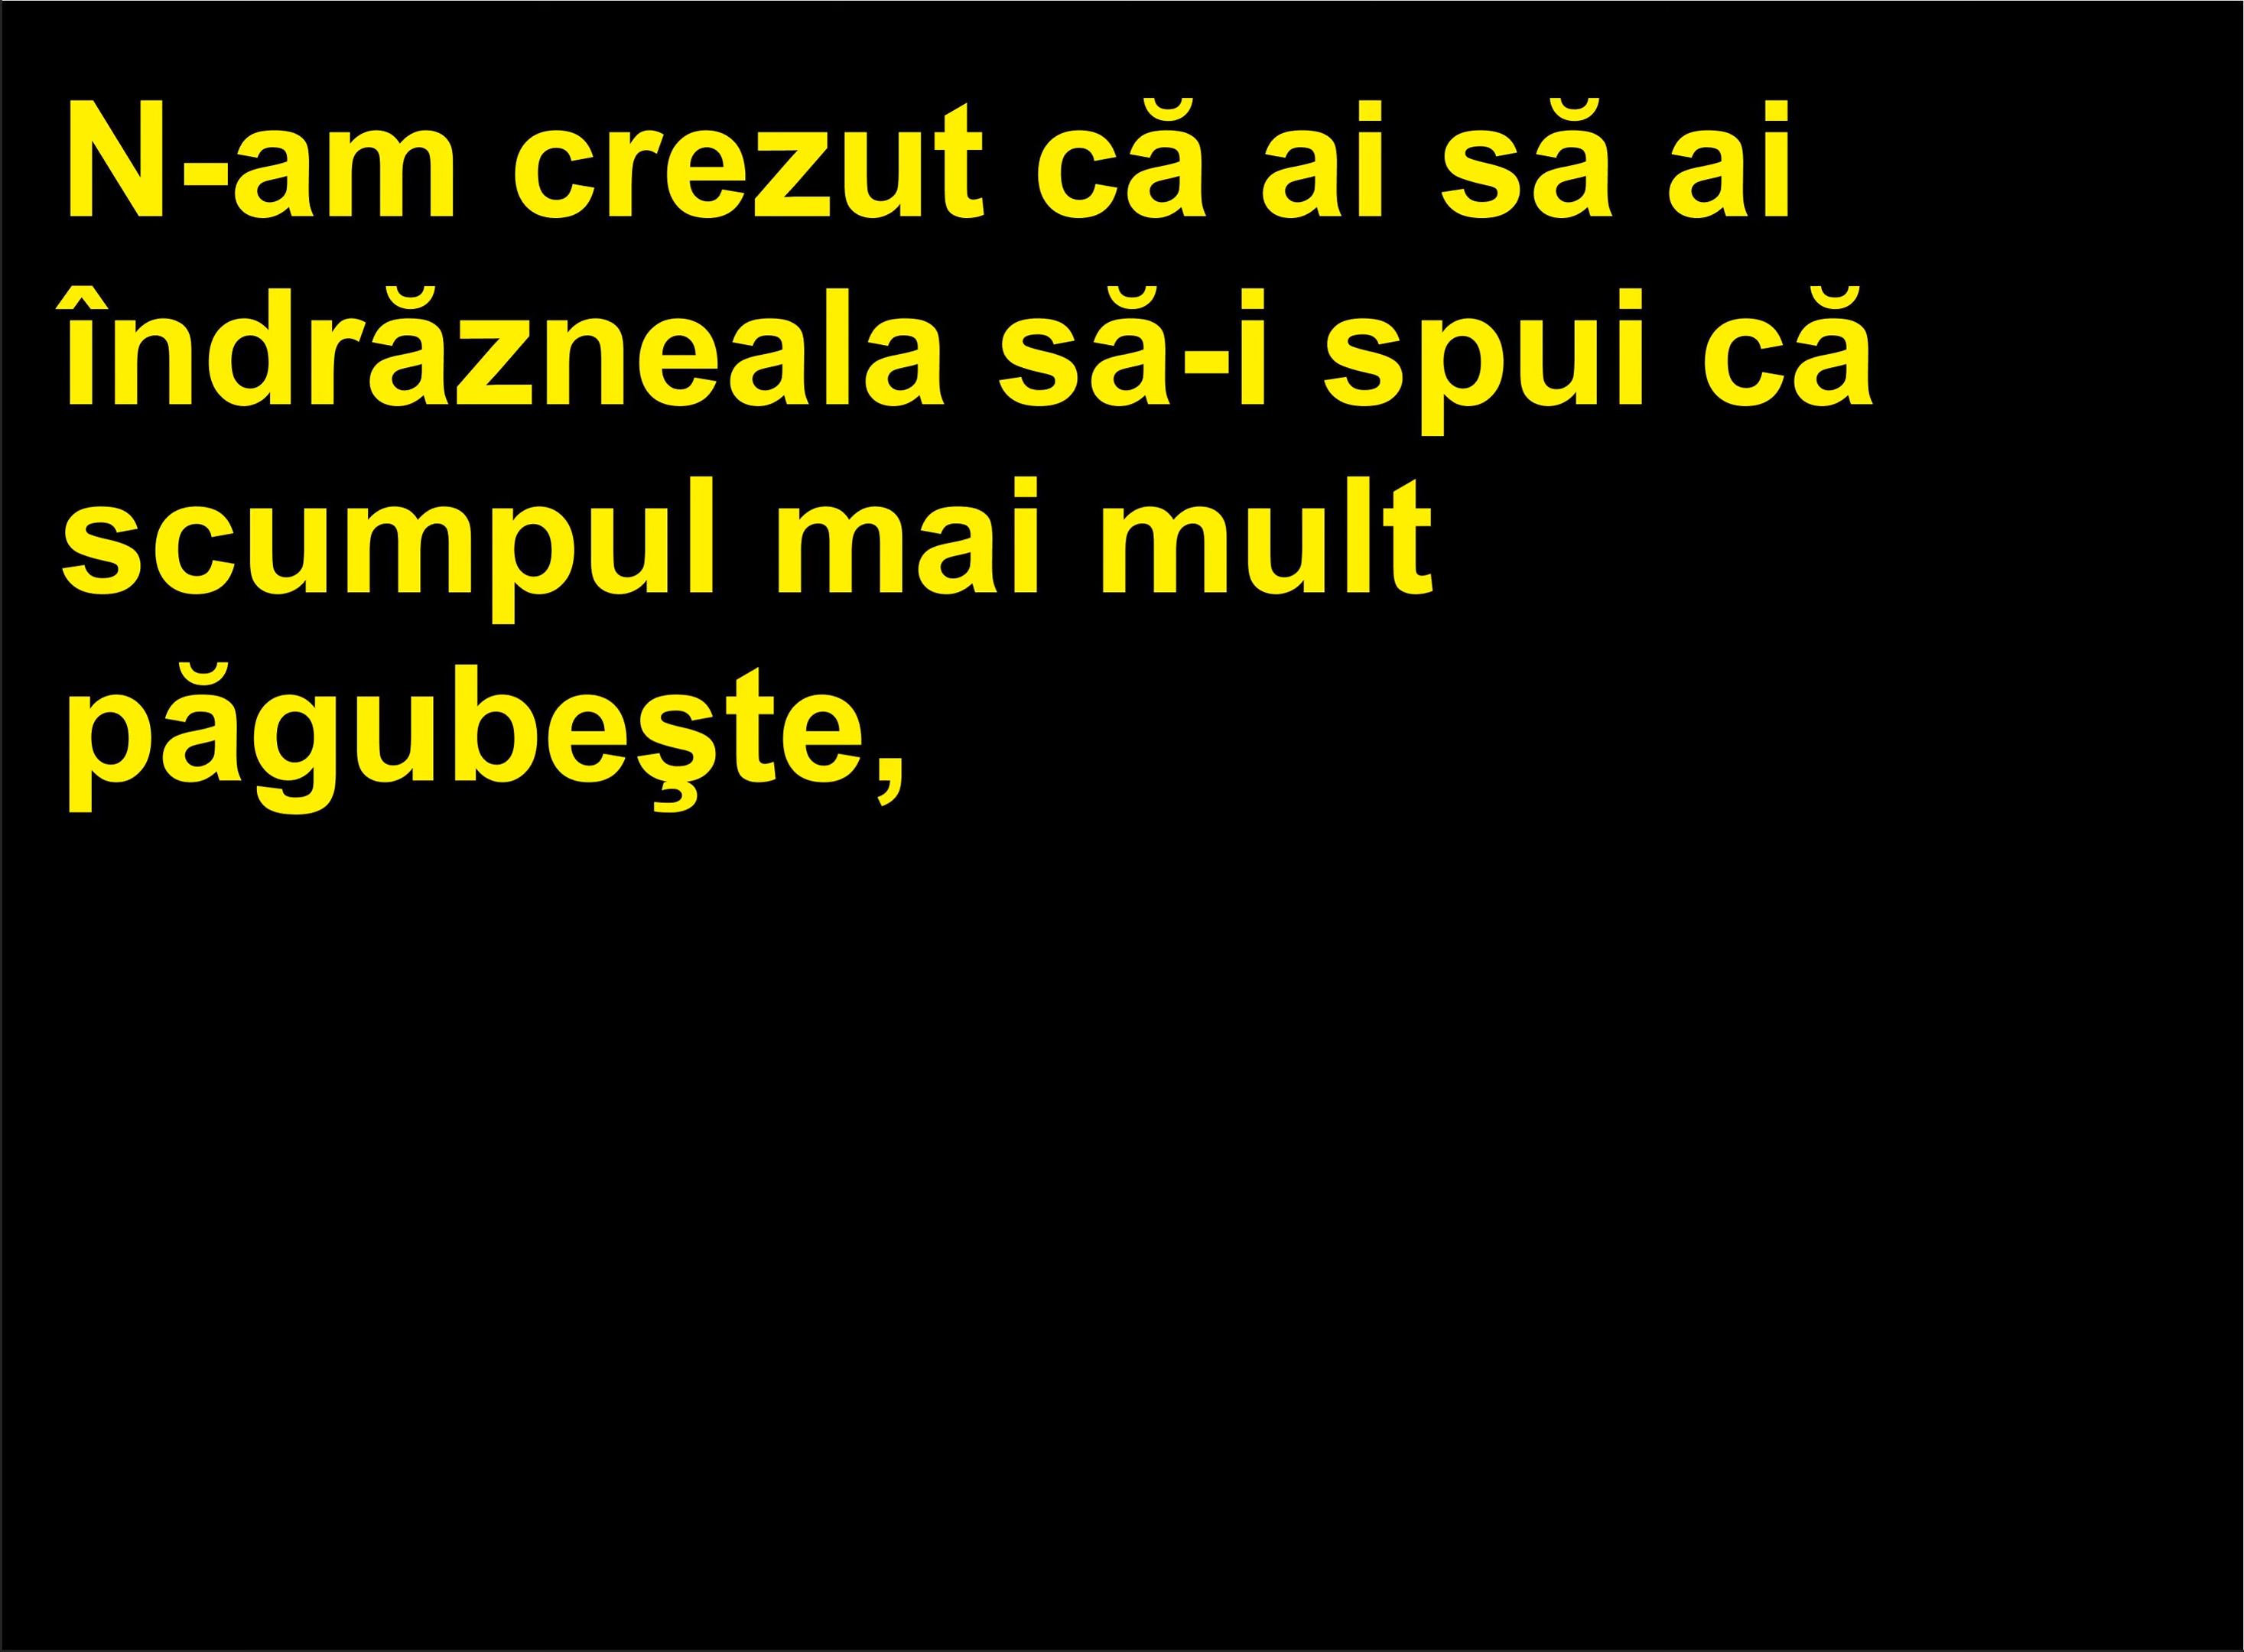 N-am crezut că ai să ai
îndrăzneala să-i spui că
scumpul mai mult
păgubeşte,